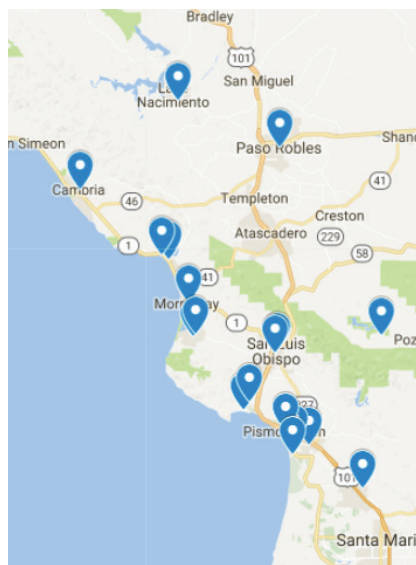 Bradley
101
San Miguel
Nacimiento
Paso Robles
Shand
n Simeon
41
Cambria
46
Templeton
Creston
229
Atascadero
1
58
41
Morro Bay
1
San Luis
Obispo
Poz
227
Pismo
101
Santa Mari